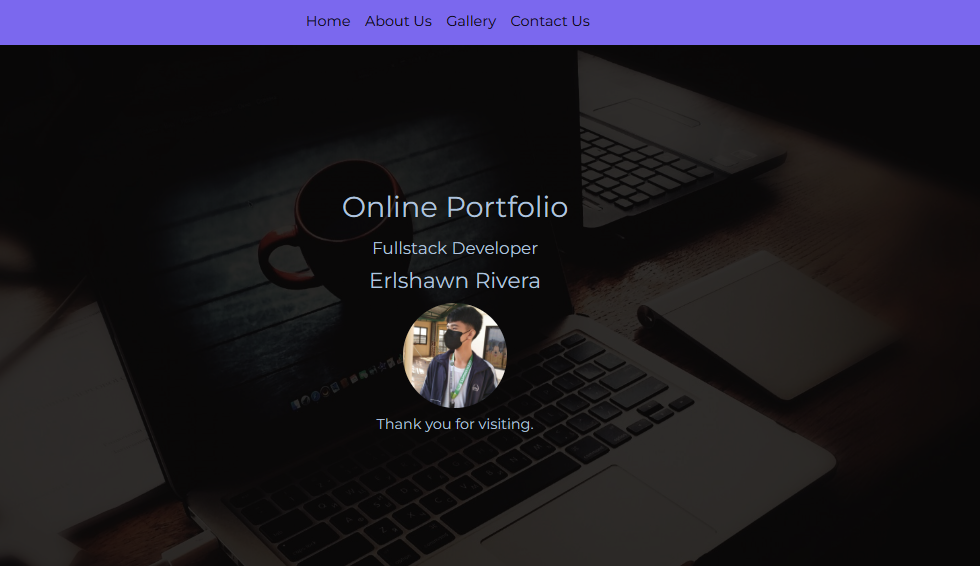 Home About Us Gallery Contact Us
Online Portfolio
Fullstack Developer
Erlshawn Rivera
Thank you for visiting.